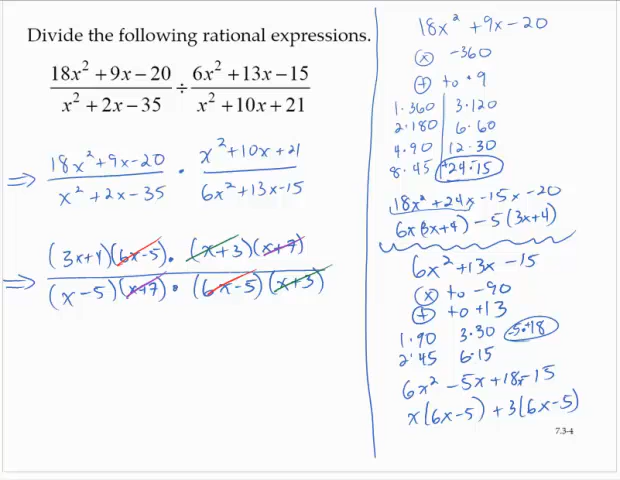 Divide the following rational expressions.
18x² + 9x − 20 / x² + 2x − 35 ÷ 6x² + 13x − 15 / x² + 10x + 21
⇒ 18x² + 9x − 20 / x² + 2x − 35 · x² + 10x + 21 / 6x² + 13x − 15
⇒ (3x+4)(6x−5) · (x+3)(x+7) / (x−5)(x+7) · (6x−5)(x+3)
18x² + 9x − 20
ⓧ −360
⊕ to +9
1·360 3·120
2·180 6·60
4·90 12·30
8·45 +24·−15
18x² + 24x − 15x − 20
6x(3x+4) − 5(3x+4)
6x² + 13x − 15
ⓧ to −90
⊕ to +13
1·90 3·30 −5·+18
2·45 6·15
6x² − 5x + 18x − 15
x(6x−5) + 3(6x−5)
7.3-4